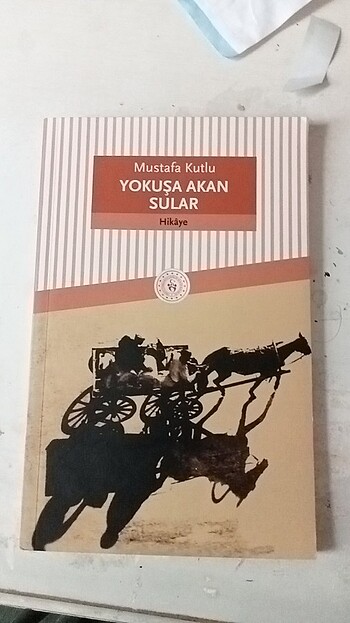 Mustafa Kutlu
YOKUŞA AKAN
SULAR
Hikâye